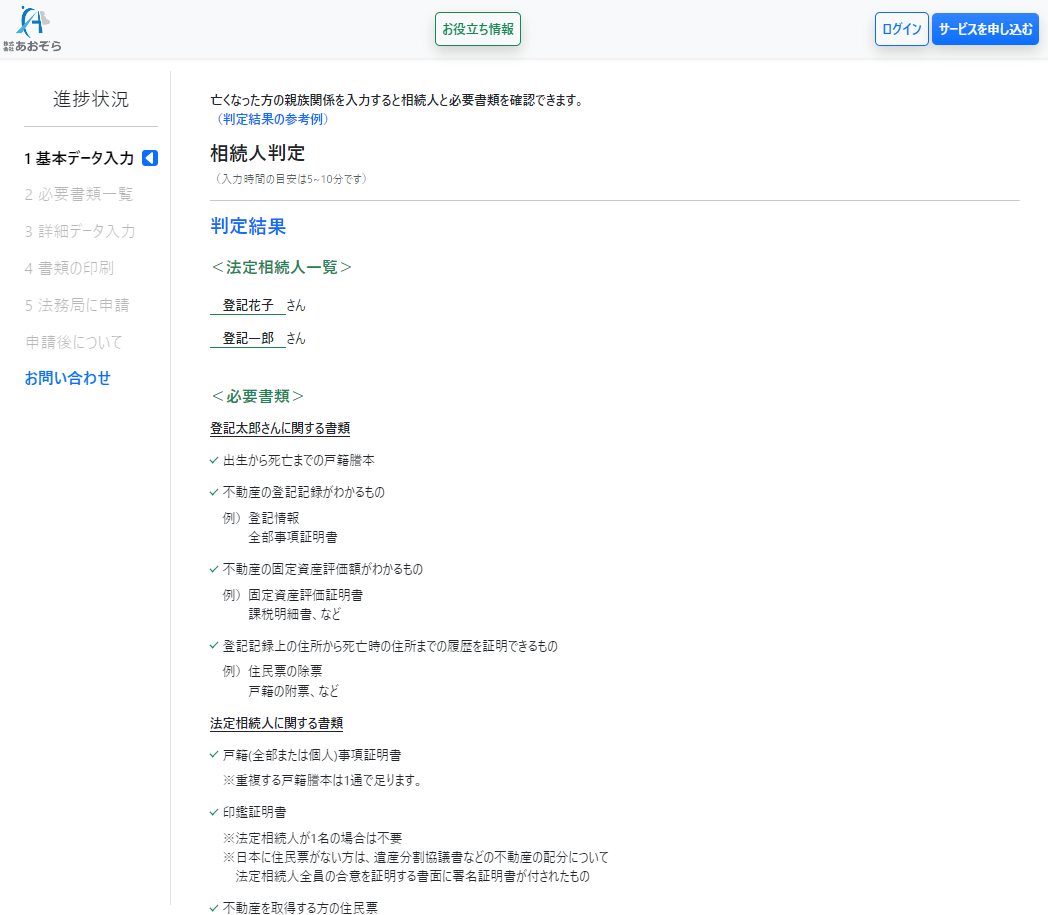 株式会社あおぞら
お役立ち情報
ログイン
サービスを申し込む
進捗状況
1 基本データ入力
2 必要書類一覧
3 詳細データ入力
4 書類の印刷
5 法務局に申請
申請後について
お問い合わせ
亡くなった方の親族関係を入力すると相続人と必要書類を確認できます。
（判定結果の参考例）
相続人判定
（入力時間の目安は5~10分です）
判定結果
＜法定相続人一覧＞
登記花子 さん
登記一郎 さん
＜必要書類＞
登記太郎さんに関する書類
✓ 出生から死亡までの戸籍謄本
✓ 不動産の登記記録がわかるもの
例）登記情報
全部事項証明書
✓ 不動産の固定資産評価額がわかるもの
例）固定資産評価証明書
課税明細書、など
✓ 登記記録上の住所から死亡時の住所までの履歴を証明できるもの
例）住民票の除票
戸籍の附票、など
法定相続人に関する書類
✓ 戸籍(全部または個人)事項証明書
※重複する戸籍謄本は1通で足ります。
✓ 印鑑証明書
※法定相続人が1名の場合は不要
※日本に住民票がない方は、遺産分割協議書などの不動産の配分について
法定相続人全員の合意を証明する書面に署名証明書が付されたもの
✓ 不動産を取得する方の住民票